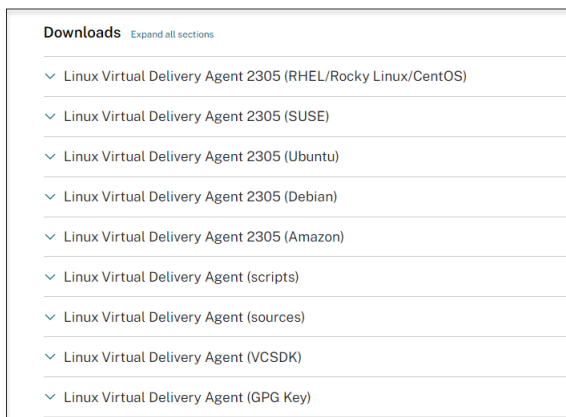 Downloads Expand all sections
Linux Virtual Delivery Agent 2305 (RHEL/Rocky Linux/CentOS)
Linux Virtual Delivery Agent 2305 (SUSE)
Linux Virtual Delivery Agent 2305 (Ubuntu)
Linux Virtual Delivery Agent 2305 (Debian)
Linux Virtual Delivery Agent 2305 (Amazon)
Linux Virtual Delivery Agent (scripts)
Linux Virtual Delivery Agent (sources)
Linux Virtual Delivery Agent (VCSDK)
Linux Virtual Delivery Agent (GPG Key)